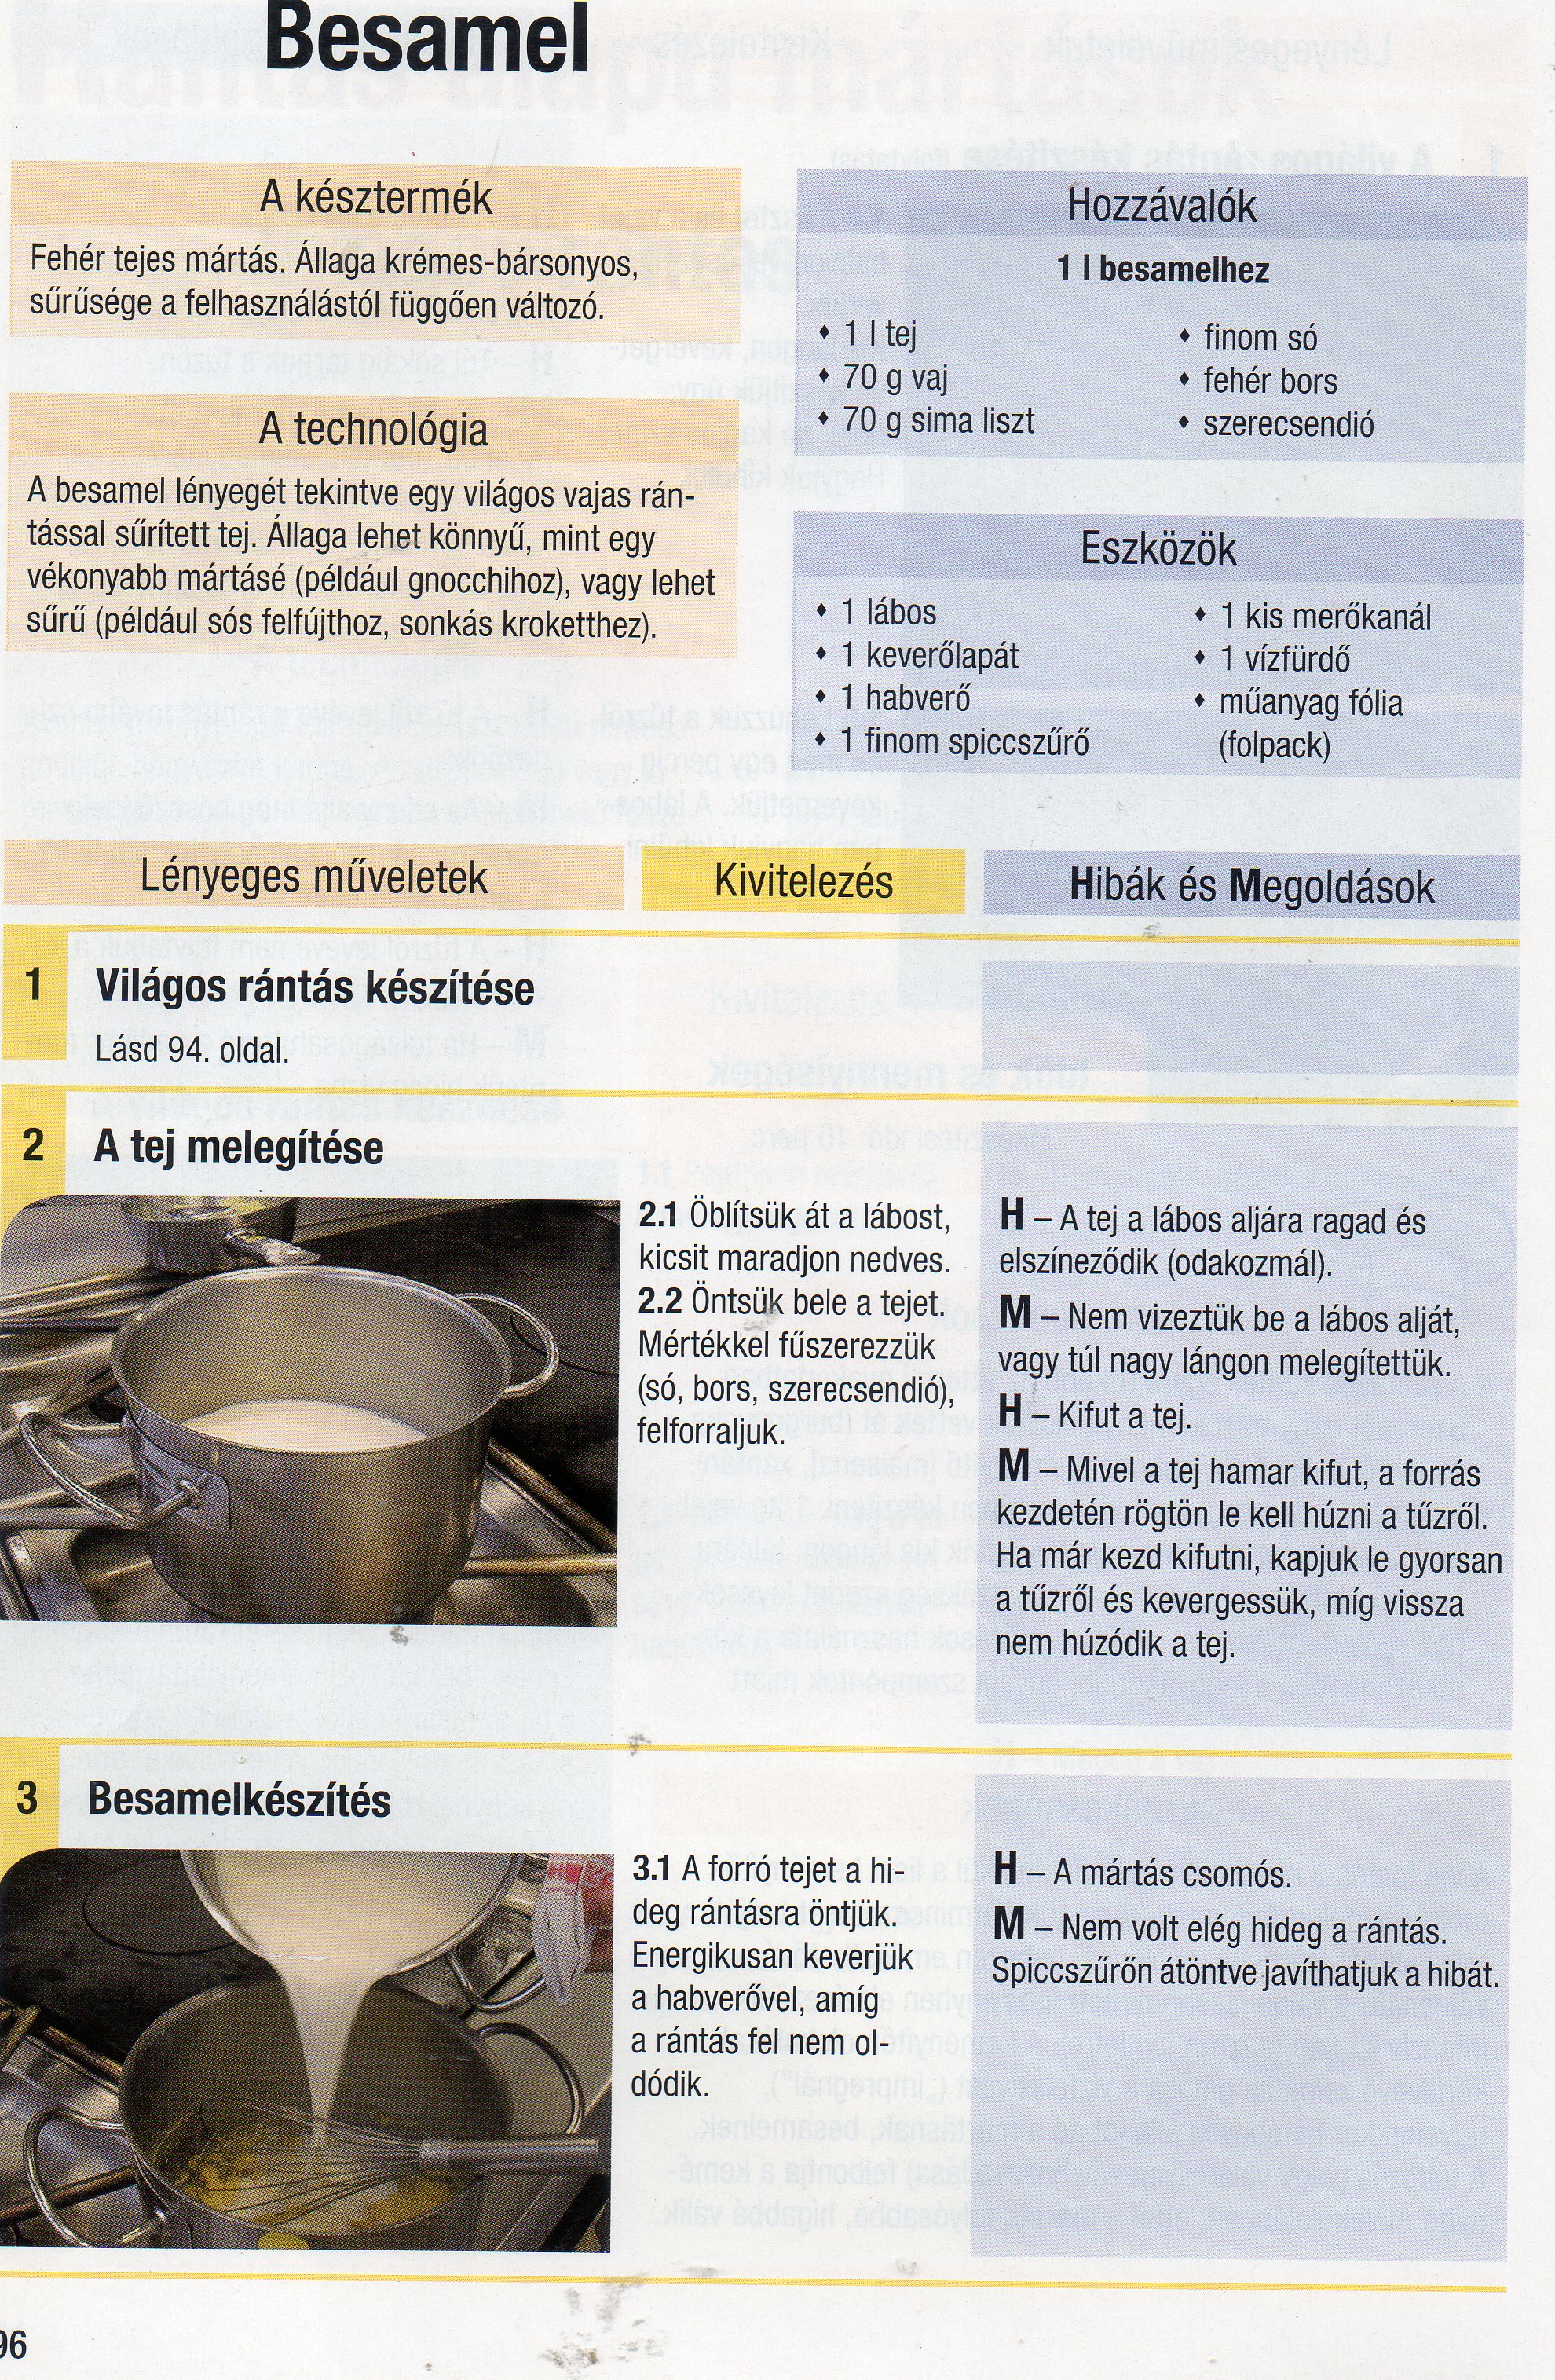 Besamel
A késztermék
Fehér tejes mártás. Állaga krémes-bársonyos,
sűrűsége a felhasználástól függően változó.
A technológia
A besamel lényegét tekintve egy világos vajas rán-
tással sűrített tej. Állaga lehet könnyű, mint egy
vékonyabb mártásé (például gnocchihoz), vagy lehet
sűrű (például sós felfújthoz, sonkás kroketthez).
Hozzávalók
1 l besamelhez
♦ 1 l tej
♦ 70 g vaj
♦ 70 g sima liszt
♦ finom só
♦ fehér bors
♦ szerecsendió
Eszközök
♦ 1 lábos
♦ 1 keverőlapát
♦ 1 habverő
♦ 1 finom spiccszűrő
♦ 1 kis merőkanál
♦ 1 vízfürdő
♦ műanyag fólia
(folpack)
Lényeges műveletek
Kivitelezés
Hibák és Megoldások
1 Világos rántás készítése
Lásd 94. oldal.
2 A tej melegítése
2.1 Öblítsük át a lábost,
kicsit maradjon nedves.
2.2 Öntsük bele a tejet.
Mértékkel fűszerezzük
(só, bors, szerecsendió),
felforraljuk.
H – A tej a lábos aljára ragad és
elszíneződik (odakozmál).
M – Nem vizeztük be a lábos alját,
vagy túl nagy lángon melegítettük.
H – Kifut a tej.
M – Mivel a tej hamar kifut, a forrás
kezdetén rögtön le kell húzni a tűzről.
Ha már kezd kifutni, kapjuk le gyorsan
a tűzről és kevergessük, míg vissza
nem húzódik a tej.
3 Besamelkészítés
3.1 A forró tejet a hi-
deg rántásra öntjük.
Energikusan keverjük
a habverővel, amíg
a rántás fel nem ol-
dódik.
H – A mártás csomós.
M – Nem volt elég hideg a rántás.
Spiccszűrőn átöntve javíthatjuk a hibát.
96